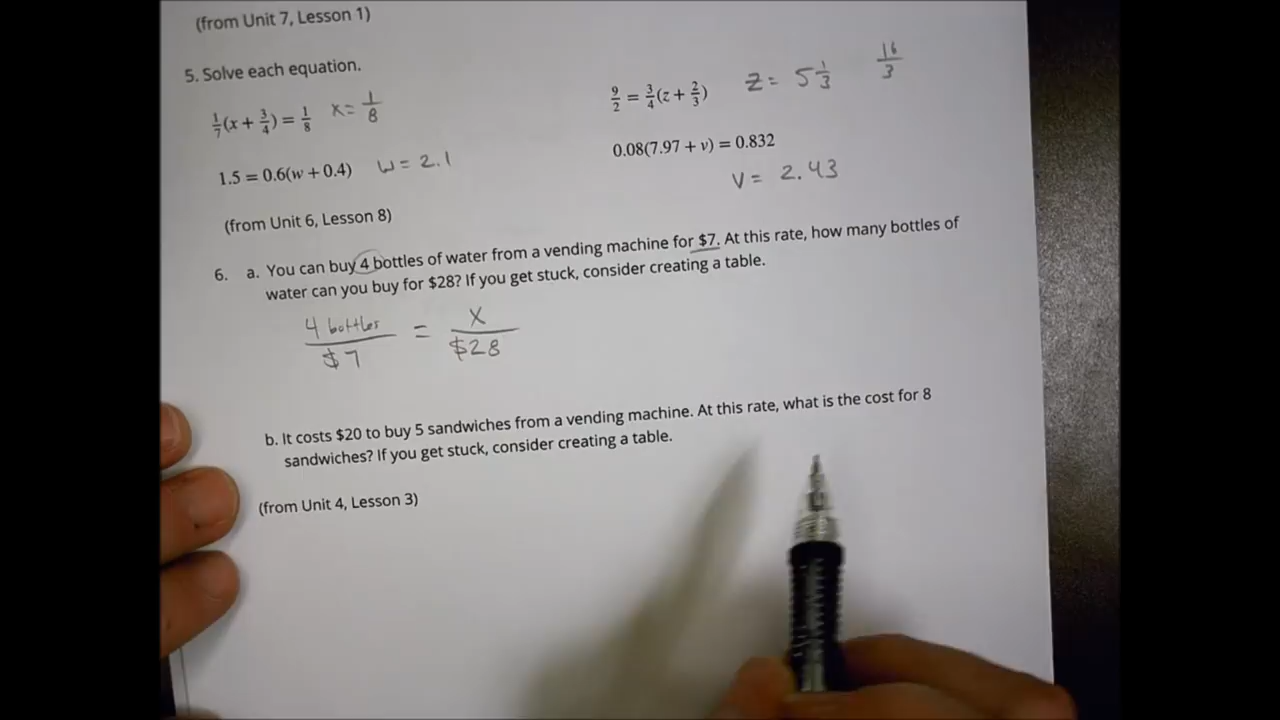 (from Unit 7, Lesson 1)
5. Solve each equation.
1/7(x + 3/4) = 1/8 x = 1/8
9/2 = 3/4(z + 2/3) z = 5 1/3 16/3
1.5 = 0.6(w + 0.4) w = 2.1
0.08(7.97 + v) = 0.832
v = 2.43
(from Unit 6, Lesson 8)
6. a. You can buy 4 bottles of water from a vending machine for $7. At this rate, how many bottles of
water can you buy for $28? If you get stuck, consider creating a table.
4 bottles/$7 = x/$28
b. It costs $20 to buy 5 sandwiches from a vending machine. At this rate, what is the cost for 8
sandwiches? If you get stuck, consider creating a table.
(from Unit 4, Lesson 3)